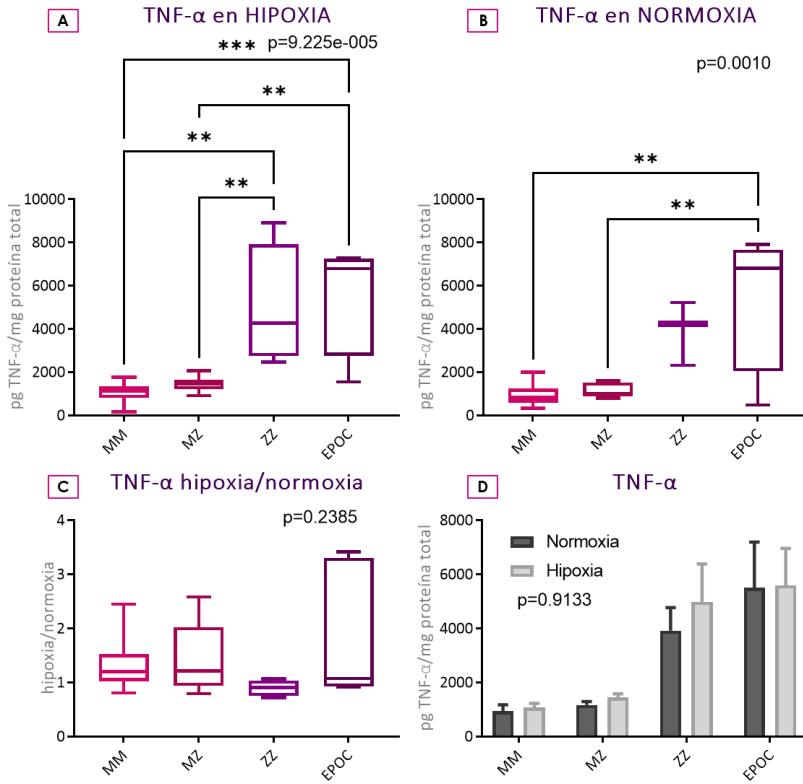 A
TNF-α en HIPOXIA
*** p=9.225e-005
**
**
**
pg TNF-α/mg proteína total
10000
8000
6000
4000
2000
0
MM
MZ
ZZ
EPOC
B
TNF-α en NORMOXIA
p=0.0010
**
**
pg TNF-α/mg proteína total
10000
8000
6000
4000
2000
0
MM
MZ
ZZ
EPOC
C
TNF-α hipoxia/normoxia
p=0.2385
hipoxia/normoxia
4
3
2
1
0
MM
MZ
ZZ
EPOC
D
TNF-α
Normoxia
Hipoxia
p=0.9133
pg TNF-α/mg proteína total
8000
6000
4000
2000
0
MM
MZ
ZZ
EPOC